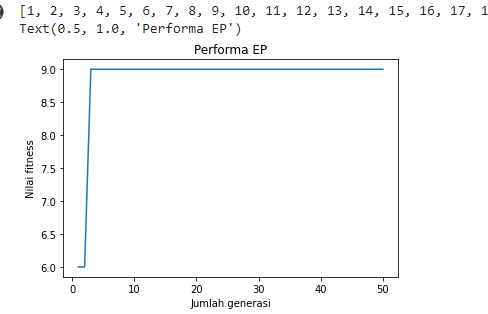 [1, 2, 3, 4, 5, 6, 7, 8, 9, 10, 11, 12, 13, 14, 15, 16, 17, 1
Text(0.5, 1.0, 'Performa EP')
Performa EP
9.0
8.5
8.0
7.5
7.0
6.5
6.0
Nilai fitness
0 10 20 30 40 50
Jumlah generasi